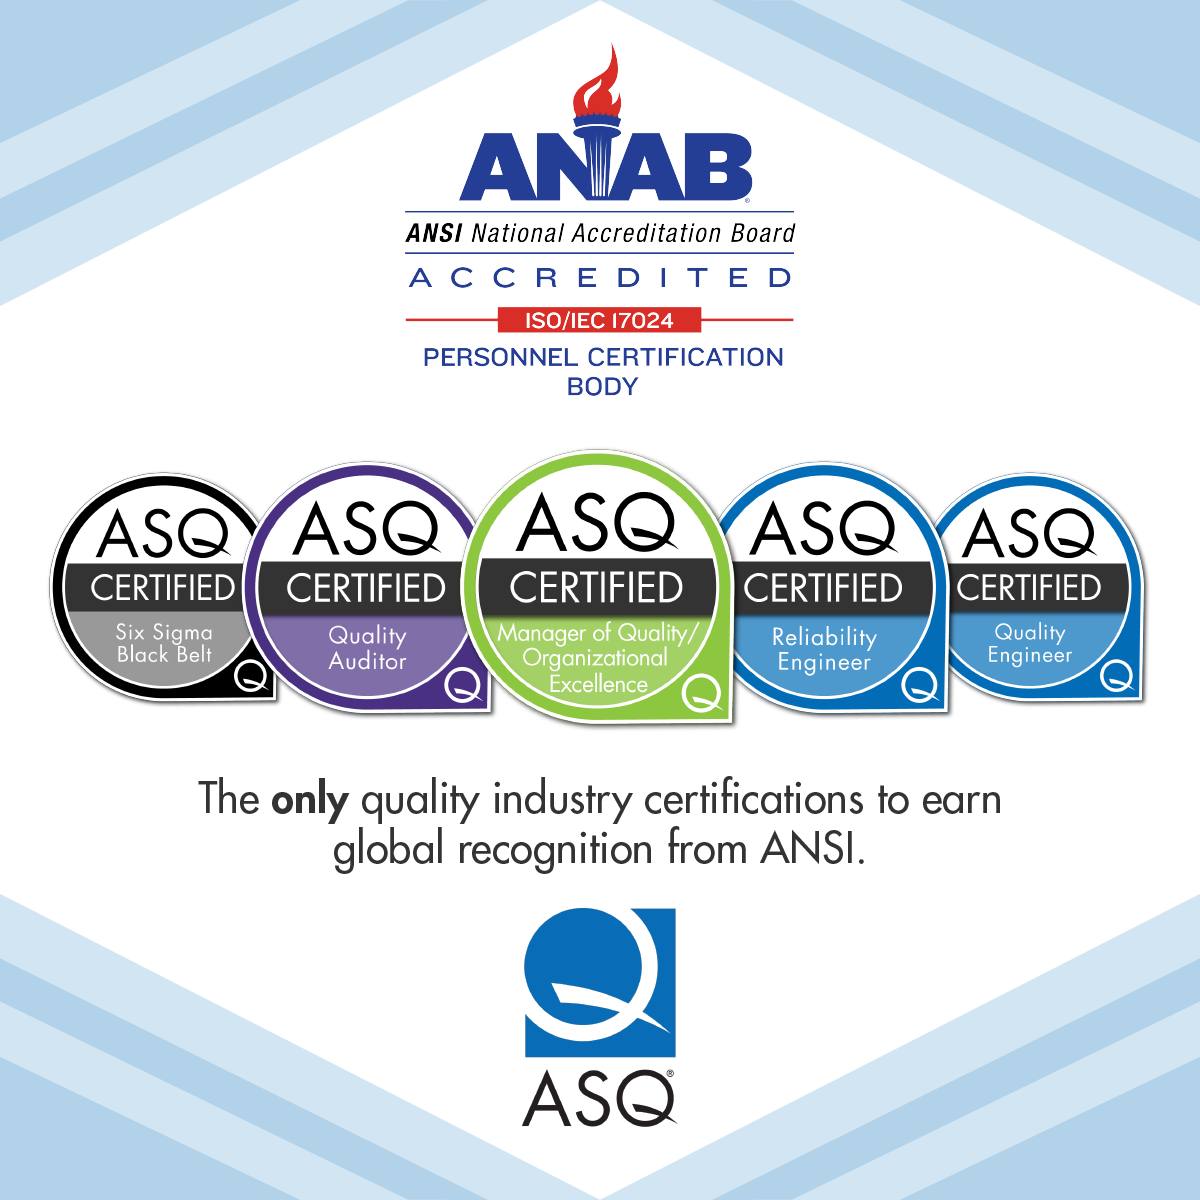 ANAB®
ANSI National Accreditation Board
ACCREDITED
ISO/IEC 17024
PERSONNEL CERTIFICATION
BODY
ASQ
CERTIFIED
Six Sigma
Black Belt
ASQ
CERTIFIED
Quality
Auditor
ASQ
CERTIFIED
Manager of Quality/
Organizational
Excellence
ASQ
CERTIFIED
Reliability
Engineer
ASQ
CERTIFIED
Quality
Engineer
The only quality industry certifications to earn
global recognition from ANSI.
ASQ®